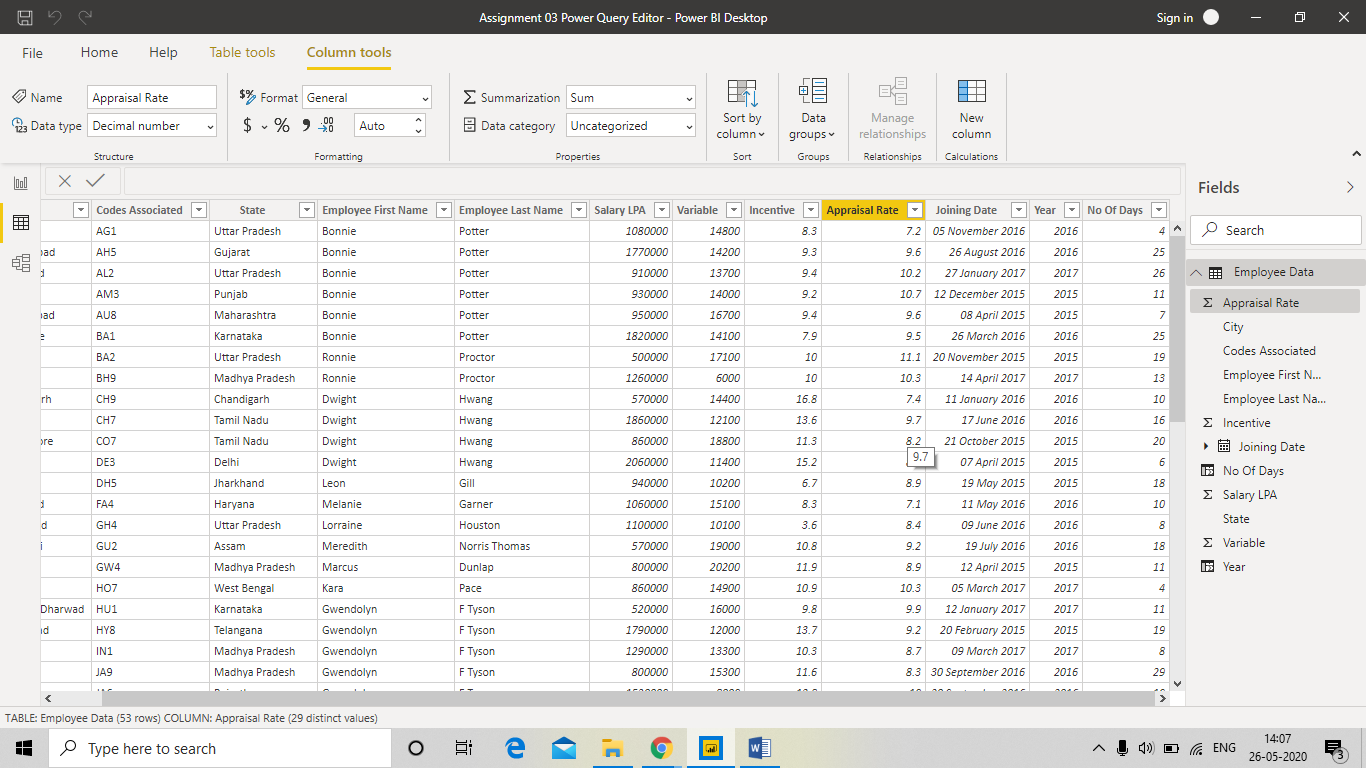 Assignment 03 Power Query Editor - Power BI Desktop Sign in
File Home Help Table tools Column tools
Name Appraisal Rate Format General Summarization Sum
Data type Decimal number $ % Auto Data category Uncategorized
Sort by column Data groups Manage relationships New column
Structure Formatting Properties Sort Groups Relationships Calculations
Codes Associated State Employee First Name Employee Last Name Salary LPA Variable Incentive Appraisal Rate Joining Date Year No Of Days
AG1 Uttar Pradesh Bonnie Potter 1080000 14800 8.3 7.2 05 November 2016 2016 4
ad AH5 Gujarat Bonnie Potter 1770000 14200 9.3 9.6 26 August 2016 2016 25
d AL2 Uttar Pradesh Bonnie Potter 910000 13700 9.4 10.2 27 January 2017 2017 26
AM3 Punjab Bonnie Potter 930000 14000 9.2 10.7 12 December 2015 2015 11
ad AU8 Maharashtra Bonnie Potter 950000 16700 9.4 9.6 08 April 2015 2015 7
e BA1 Karnataka Bonnie Potter 1820000 14100 7.9 9.5 26 March 2016 2016 25
BA2 Uttar Pradesh Ronnie Proctor 500000 17100 10 11.1 20 November 2015 2015 19
BH9 Madhya Pradesh Ronnie Proctor 1260000 6000 10 10.3 14 April 2017 2017 13
rh CH9 Chandigarh Dwight Hwang 570000 14400 16.8 7.4 11 January 2016 2016 10
CH7 Tamil Nadu Dwight Hwang 1860000 12100 13.6 9.7 17 June 2016 2016 16
ore CO7 Tamil Nadu Dwight Hwang 860000 18800 11.3 8.2 21 October 2015 2015 20
DE3 Delhi Dwight Hwang 2060000 11400 15.2 9.7 07 April 2015 2015 6
DH5 Jharkhand Leon Gill 940000 10200 6.7 8.9 19 May 2015 2015 18
d FA4 Haryana Melanie Garner 1060000 15100 8.3 7.1 11 May 2016 2016 10
d GH4 Uttar Pradesh Lorraine Houston 1100000 10100 3.6 8.4 09 June 2016 2016 8
i GU2 Assam Meredith Norris Thomas 570000 19000 10.8 9.2 19 July 2016 2016 18
GW4 Madhya Pradesh Marcus Dunlap 800000 20200 11.9 8.9 12 April 2015 2015 11
HO7 West Bengal Kara Pace 860000 14900 10.9 10.3 05 March 2017 2017 4
Dharwad HU1 Karnataka Gwendolyn F Tyson 520000 16000 9.8 9.9 12 January 2017 2017 11
d HY8 Telangana Gwendolyn F Tyson 1790000 12000 13.7 9.2 20 February 2015 2015 19
IN1 Madhya Pradesh Gwendolyn F Tyson 1290000 13300 10.3 8.7 09 March 2017 2017 8
JA9 Madhya Pradesh Gwendolyn F Tyson 800000 15300 11.6 8.3 30 September 2016 2016 29
Fields
Search
Employee Data
Appraisal Rate
City
Codes Associated
Employee First N...
Employee Last Na...
Incentive
Joining Date
No Of Days
Salary LPA
State
Variable
Year
TABLE: Employee Data (53 rows) COLUMN: Appraisal Rate (29 distinct values)
Type here to search ENG 14:07
26-05-2020 3